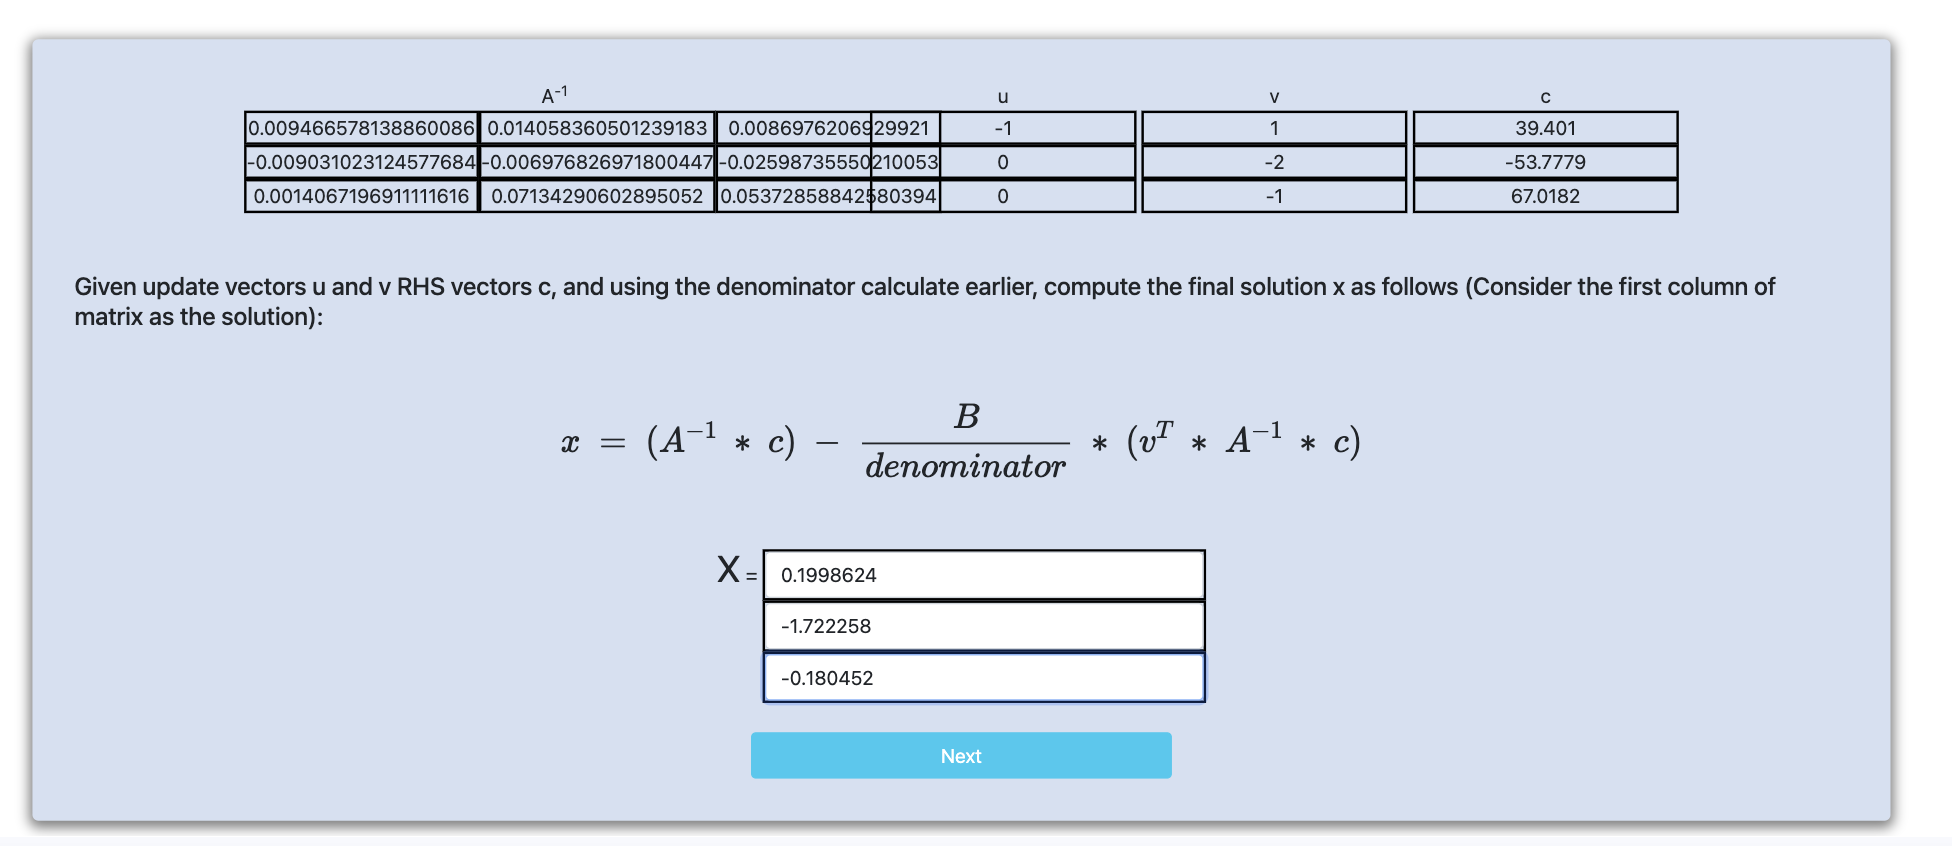 A-1 u v c
0.009466578138860086 0.014058360501239183 0.0086976206929921 -1 1 39.401
-0.009031023124577684 -0.006976826971800447 -0.02598735550210053 0 -2 -53.7779
0.0014067196911111616 0.07134290602895052 0.05372858842580394 0 -1 67.0182
Given update vectors u and v RHS vectors c, and using the denominator calculate earlier, compute the final solution x as follows (Consider the first column of
matrix as the solution):
x = (A^{-1} * c) - \frac{B}{denominator} * (v^T * A^{-1} * c)
X = 0.1998624
-1.722258
-0.180452
Next